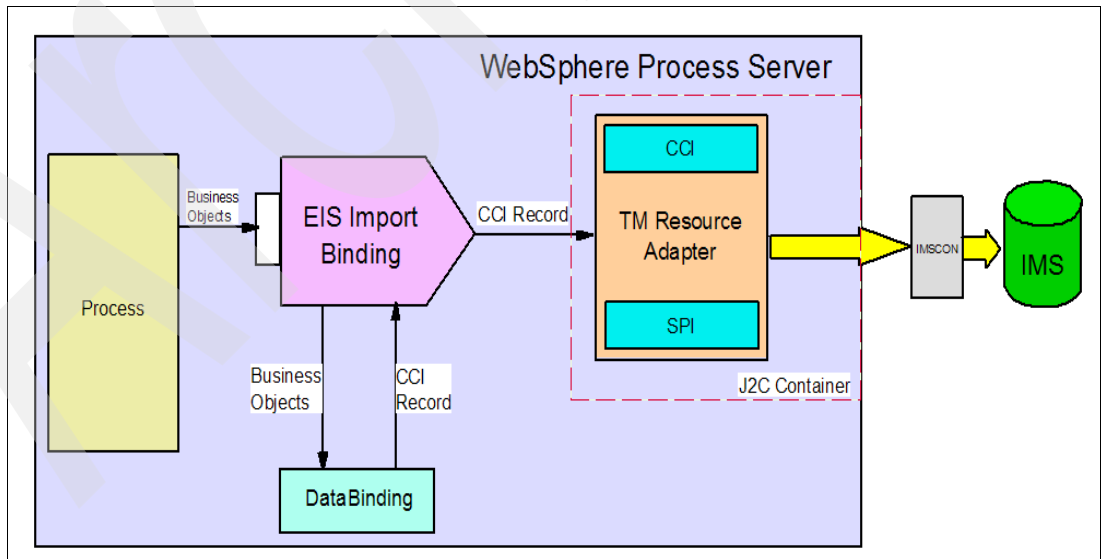 WebSphere Process Server
CCI
TM Resource
Adapter
SPI
J2C Container
Process
Business
Objects
EIS Import
Binding
CCI Record
Business
Objects
CCI
Record
DataBinding
IMSCON
IMS